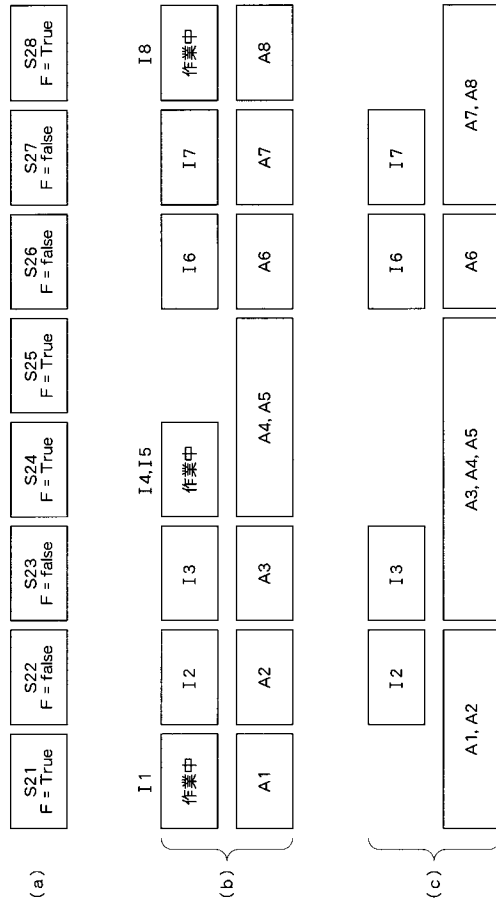 (a)
S21
F = True
S22
F = false
S23
F = false
S24
F = True
S25
F = True
S26
F = false
S27
F = false
S28
F = True
(b)
I1
I4,I5
I8
作業中
I2
I3
作業中
I6
I7
作業中
A1
A2
A3
A4, A5
A6
A7
A8
(c)
I2
I3
I6
I7
A1, A2
A3, A4, A5
A6
A7, A8